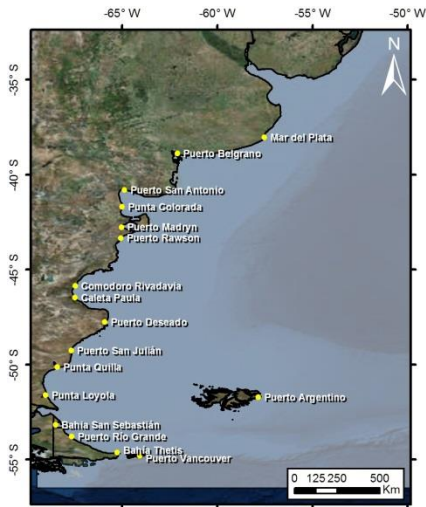 65° W
60° W
55° W
50° W
N
35° S
Mar del Plata
Puerto Belgrano
40° S
Puerto San Antonio
Punta Colorada
Puerto Madryn
Puerto Rawson
45° S
Comodoro Rivadavia
Caleta Paula
Puerto Deseado
Puerto San Julián
50° S
Punta Quilla
Punta Loyola
Puerto Argentino
Bahía San Sebastián
Puerto Río Grande
Bahía Thetis
Puerto Vancouver
55° S
0 125 250 500
Km